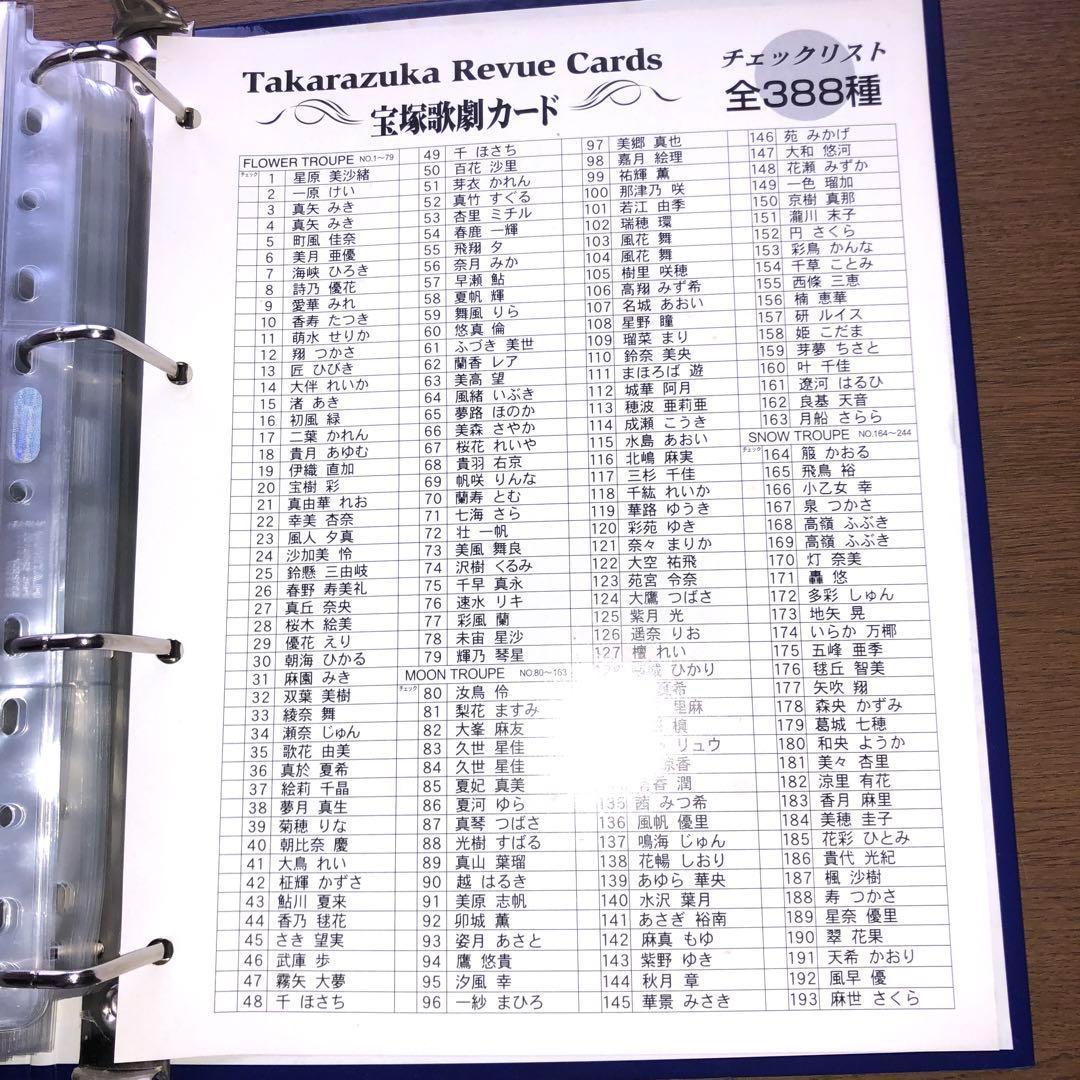 Takarazuka Revue Cards
宝塚歌劇カード
チェックリスト
全388種
FLOWER TROUPE NO.1~79
チェック
1 星原 美沙緒
2 一原 けい
3 真矢 みき
4 真矢 みき
5 町風 佳奈
6 美月 亜優
7 海峡 ひろき
8 詩乃 優花
9 愛華 みれ
10 香寿 たつき
11 萌水 せりか
12 翔 つかさ
13 匠 ひびき
14 大伴 れいか
15 渚 あき
16 初風 緑
17 二葉 かれん
18 貴月 あゆむ
19 伊織 直加
20 宝樹 彩
21 真由華 れお
22 幸美 杏奈
23 風人 夕真
24 沙加美 怜
25 鈴懸 三由岐
26 春野 寿美礼
27 真丘 奈央
28 桜木 絵美
29 優花 えり
30 朝海 ひかる
31 麻園 みき
32 双葉 美樹
33 綾奈 舞
34 瀬奈 じゅん
35 歌花 由美
36 真於 夏希
37 絵莉 千晶
38 夢月 真生
39 菊穂 りな
40 朝比奈 慶
41 大鳥 れい
42 柾輝 かずさ
43 鮎川 夏来
44 香乃 毬花
45 さき 望実
46 武庫 歩
47 霧矢 大夢
48 千 ほさち
49 千 ほさち
50 百花 沙里
51 芽衣 かれん
52 真竹 すぐる
53 杏里 ミチル
54 春鹿 一輝
55 飛翔 夕
56 奈月 みか
57 早瀬 鮎
58 夏帆 輝
59 舞風 りら
60 悠真 倫
61 ふづき 美世
62 蘭香 レア
63 美高 望
64 風緒 いぶき
65 夢路 ほのか
66 美森 さやか
67 桜花 れいや
68 貴羽 右京
69 帆咲 りんな
70 蘭寿 とむ
71 七海 さら
72 壮 一帆
73 美風 舞良
74 沢樹 くるみ
75 千早 真永
76 速水 リキ
77 彩風 蘭
78 未宙 星沙
79 輝乃 琴星
MOON TROUPE NO.80~163
チェック
80 汝鳥 伶
81 梨花 ますみ
82 大峯 麻友
83 久世 星佳
84 久世 星佳
85 夏妃 真美
86 夏河 ゆら
87 真琴 つばさ
88 光樹 すばる
89 真山 葉瑠
90 越 はるき
91 美原 志帆
92 卯城 薫
93 姿月 あさと
94 鷹 悠貴
95 汐風 幸
96 一紗 まひろ
97 美郷 真也
98 嘉月 絵理
99 祐輝 薫
100 那津乃 咲
101 若江 由季
102 瑞穂 環
103 風花 舞
104 風花 舞
105 樹里 咲穂
106 高翔 みず希
107 名城 あおい
108 星野 瞳
109 瑠菜 まり
110 鈴奈 美央
111 まほろば 遊
112 城華 阿月
113 穂波 亜莉亜
114 成瀬 こうき
115 水島 あおい
116 北嶋 麻実
117 三杉 千佳
118 千紘 れいか
119 華路 ゆうき
120 彩苑 ゆき
121 奈々 まりか
122 大空 祐飛
123 苑宮 令奈
124 大鷹 つばさ
125 紫月 光
126 遥奈 りお
127 檀 れい
ひかり
里麻
リュウ
潤
135 茜 みつ希
136 風帆 優里
137 鳴海 じゅん
138 花暢 しおり
139 あゆら 華央
140 水沢 葉月
141 あさぎ 裕南
142 麻真 もゆ
143 紫野 ゆき
144 秋月 章
145 華景 みさき
146 苑 みかげ
147 大和 悠河
148 花瀬 みずか
149 一色 瑠加
150 京樹 真那
151 瀧川 末子
152 円 さくら
153 彩鳥 かんな
154 千草 ことみ
155 西條 三恵
156 楠 恵華
157 研 ルイス
158 姫 こだま
159 芽夢 ちさと
160 叶 千佳
161 遼河 はるひ
162 良基 天音
163 月船 さらら
SNOW TROUPE NO.164~244
チェック
164 箙 かおる
165 飛鳥 裕
166 小乙女 幸
167 泉 つかさ
168 高嶺 ふぶき
169 高嶺 ふぶき
170 灯 奈美
171 轟 悠
172 多彩 しゅん
173 地矢 晃
174 いらか 万椰
175 五峰 亜季
176 毬丘 智美
177 矢吹 翔
178 森央 かずみ
179 葛城 七穂
180 和央 ようか
181 美々 杏里
182 涼里 有花
183 香月 麻里
184 美穂 圭子
185 花彩 ひとみ
186 貴代 光紀
187 楓 沙樹
188 寿 つかさ
189 星奈 優里
190 翠 花果
191 天希 かおり
192 風早 優
193 麻世 さくら